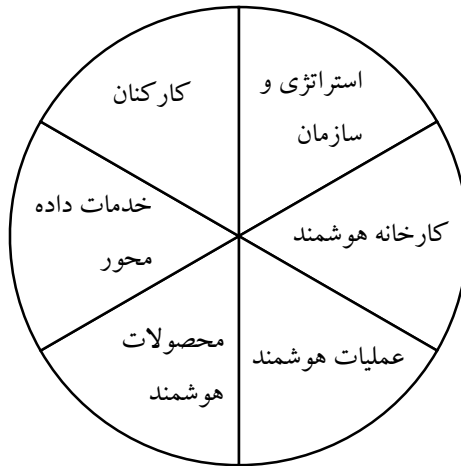 استراتژی و
سازمان
کارخانه هوشمند
عملیات هوشمند
محصولات
هوشمند
خدمات داده
محور
کارکنان